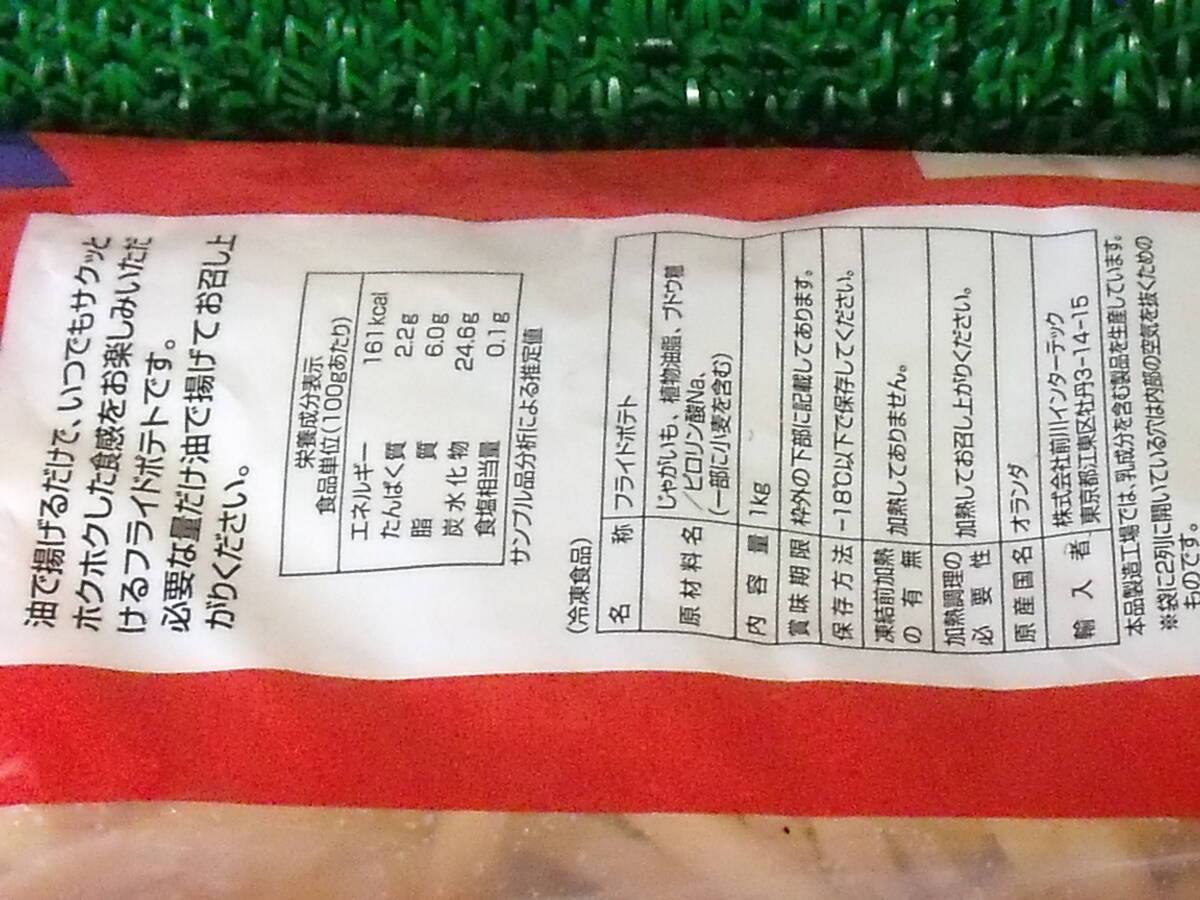 油で揚げるだけで、いつでもサクッと
ホクホクした食感をお楽しみいただ
けるフライドポテトです。
必要な量だけ油で揚げてお召し上
がりください。
栄養成分表示
食品単位(100gあたり)
エネルギー 161kcal
たんぱく質 2.2g
脂質 6.0g
炭水化物 24.6g
食塩相当量 0.1g
サンプル品分析による推定値
(冷凍食品)
名称 フライドポテト
原材料名 じゃがいも、植物油脂、ブドウ糖
/ピロリン酸Na、
(一部に小麦を含む)
内容量 1kg
賞味期限 枠外の下部に記載してあります。
保存方法 -18℃以下で保存してください。
凍結前加熱の有無 加熱してありません。
加熱調理の必要性 加熱してお召し上がりください。
原産国名 オランダ
輸入者 株式会社前川インターテック
東京都江東区牡丹3-14-15
本品製造工場では、乳成分を含む製品を生産しています。
※袋に2列に開いている穴は内部の空気を抜くための
ものです。